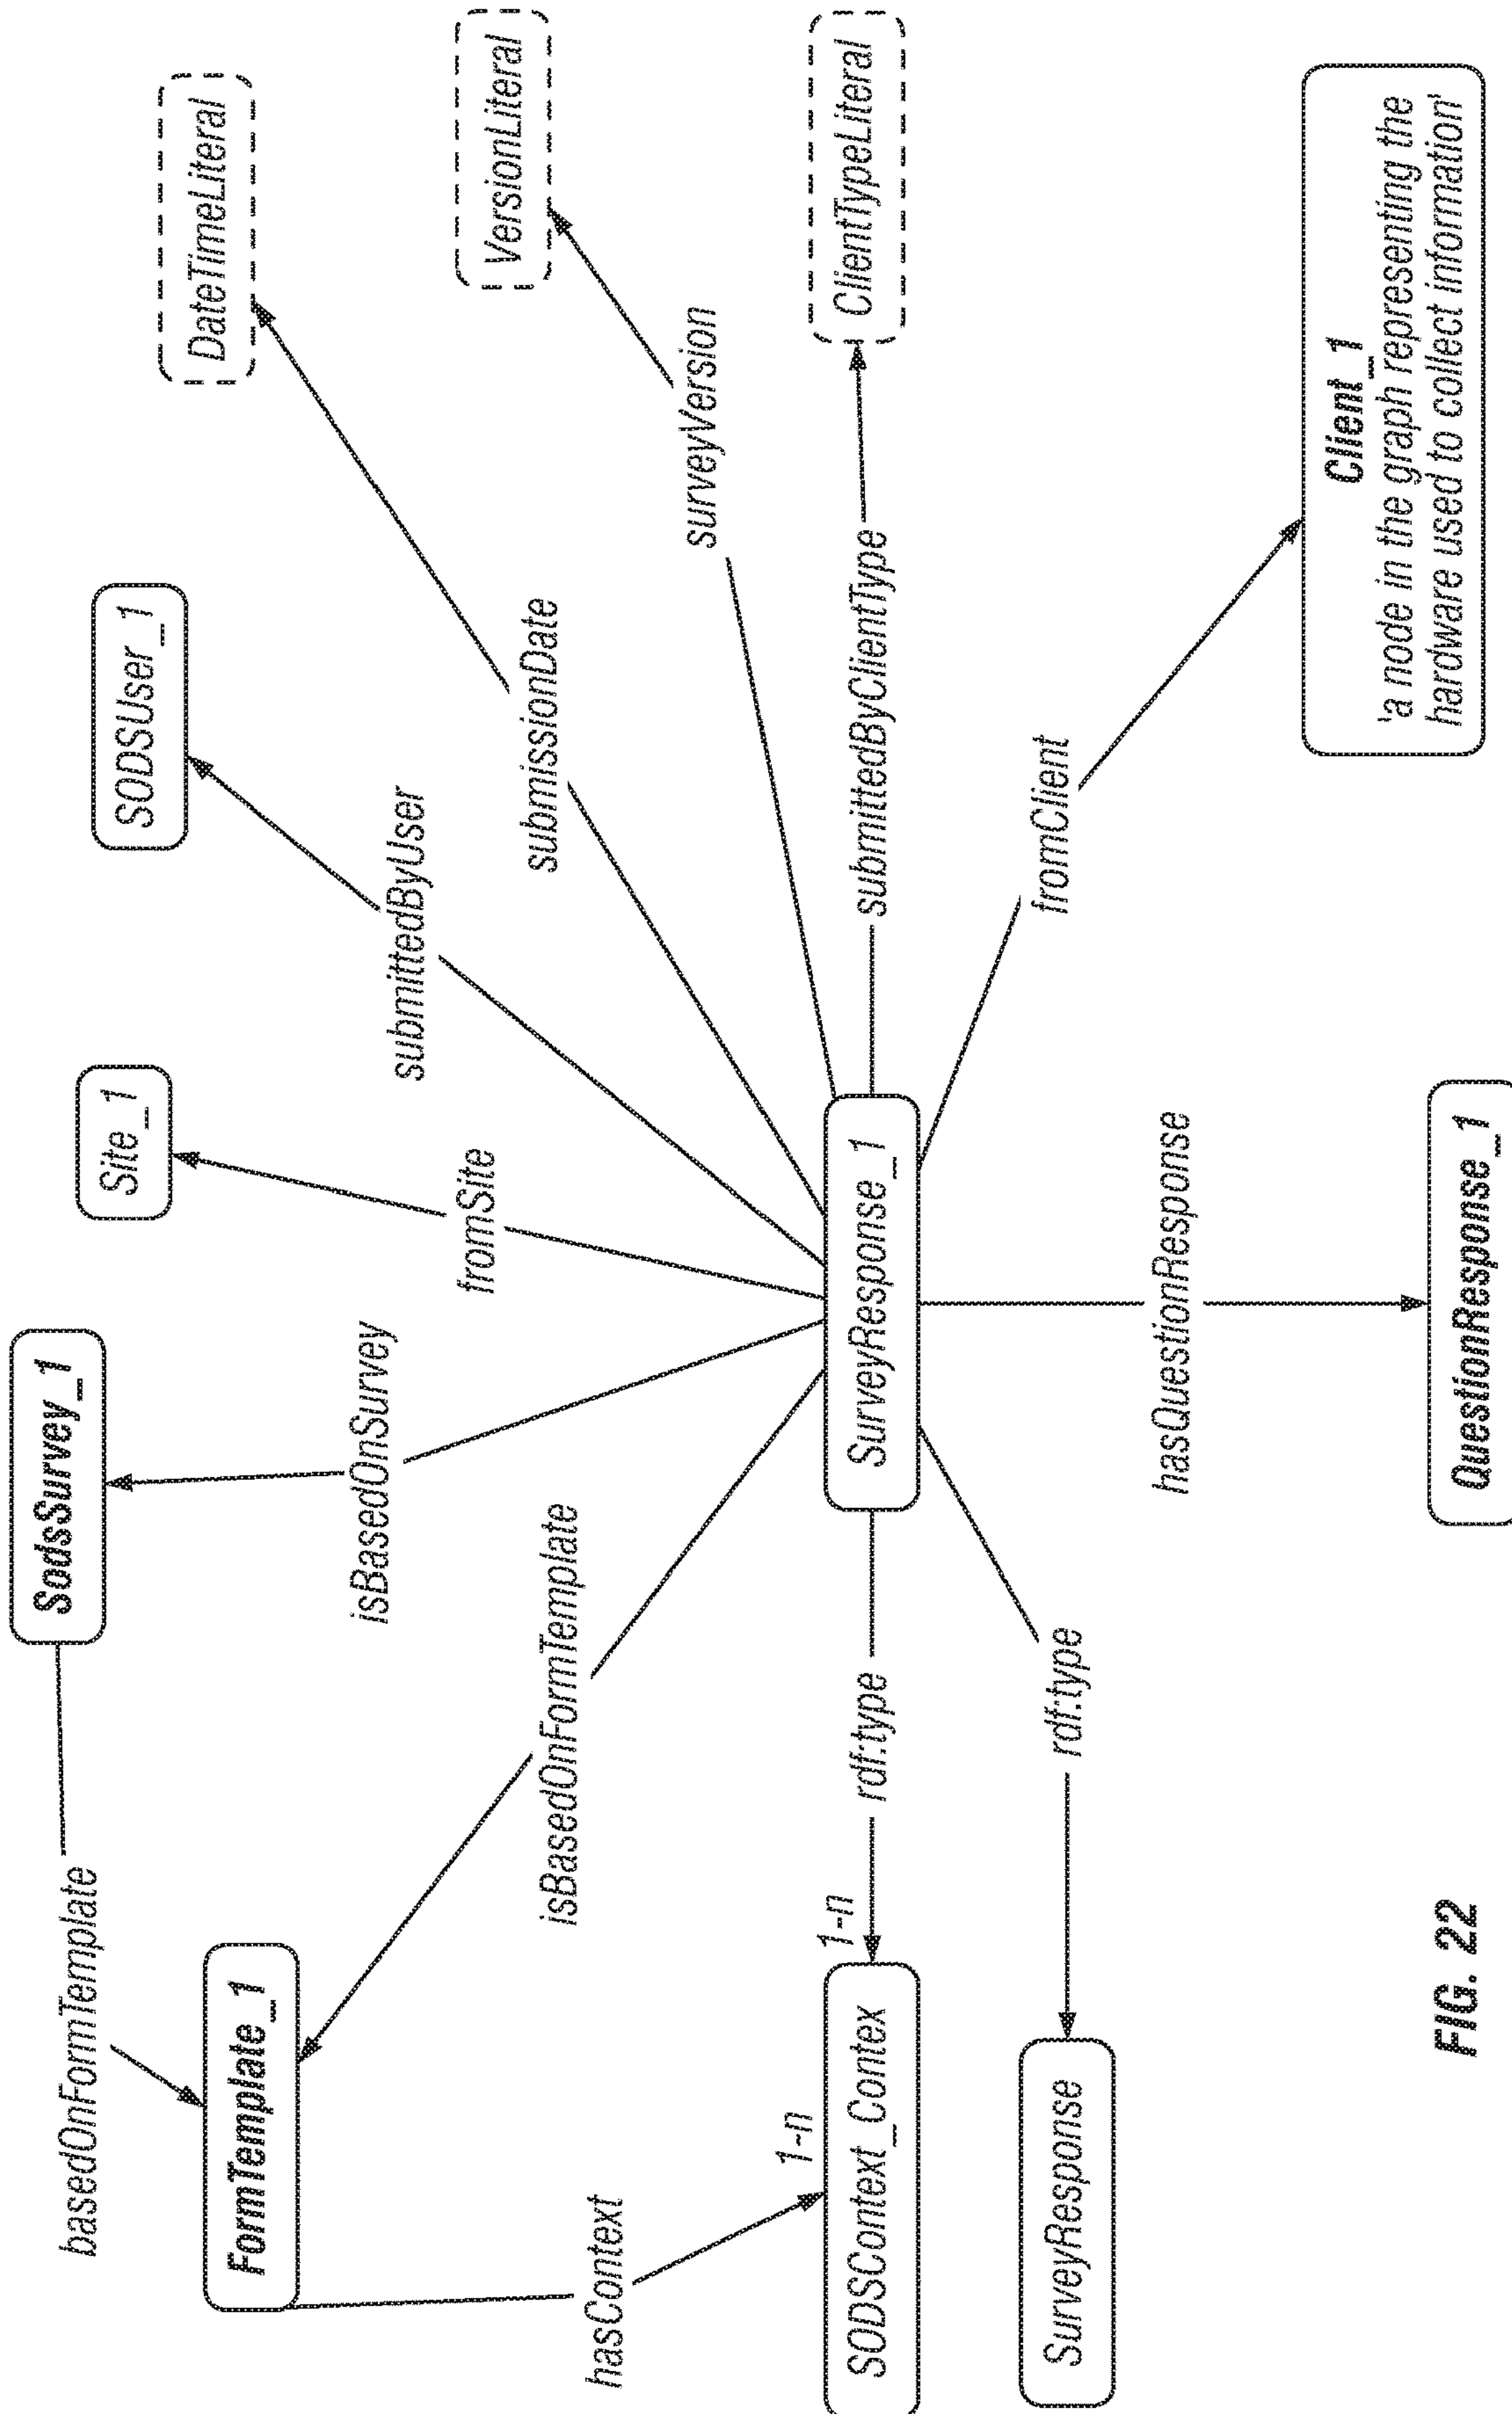 SodsSurvey_1
basedOnFormTemplate
Site_1
SODSUser_1
DateTimeLiteral
FormTemplate_1
isBasedOnSurvey
submittedByUser
fromSite
VersionLiteral
isBasedOnFormTemplate
submissionDate
hasContext
surveyVersion
1-n
1-n
SODSContext_Contex
rdf:type
SurveyResponse_1
submittedByClientType
ClientTypeLiteral
SurveyResponse
rdf:type
fromClient
hasQuestionResponse
Client_1
'a node in the graph representing the
hardware used to collect information'
QuestionResponse_1
FIG. 22